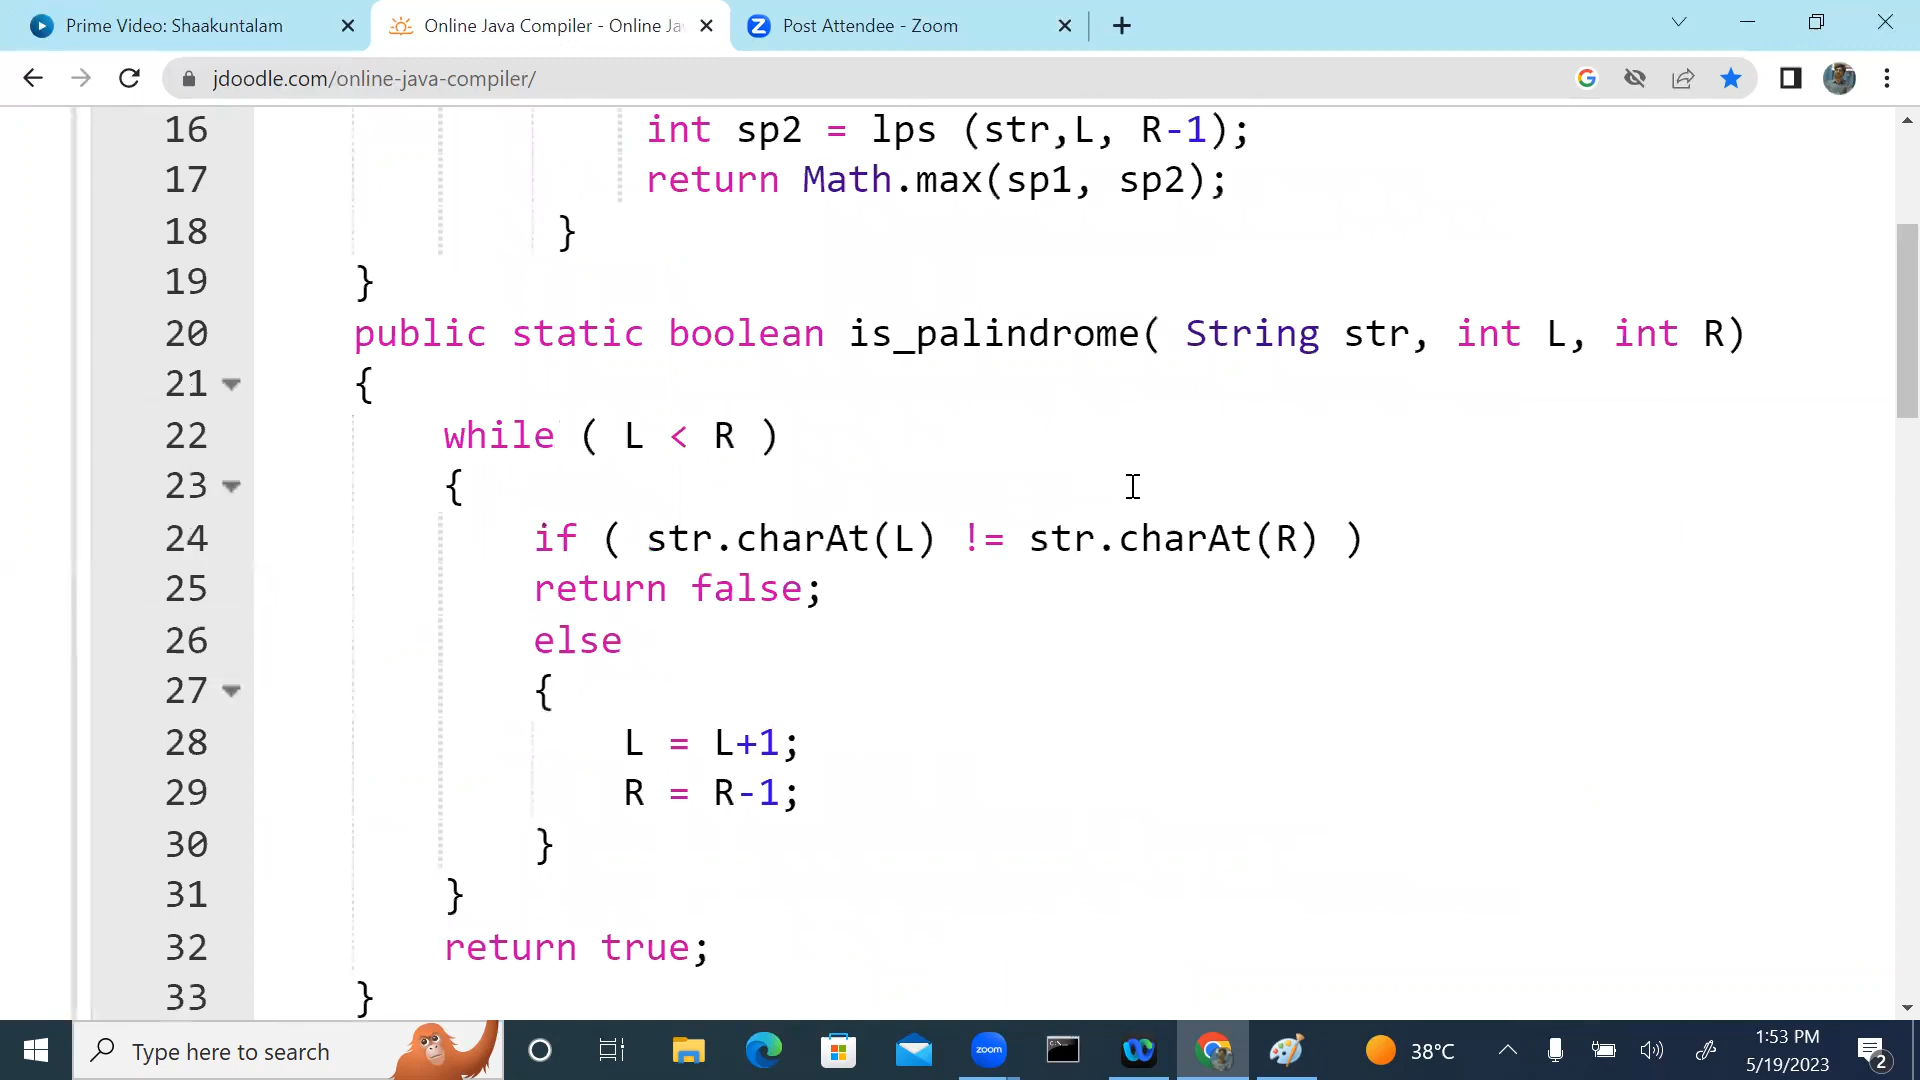 Prime Video: Shaakuntalam
Online Java Compiler - Online Ja
Post Attendee - Zoom
jdoodle.com/online-java-compiler/
16 int sp2 = lps (str,L, R-1);
17 return Math.max(sp1, sp2);
18 }
19 }
20 public static boolean is_palindrome( String str, int L, int R)
21 {
22 while ( L < R )
23 {
24 if ( str.charAt(L) != str.charAt(R) )
25 return false;
26 else
27 {
28 L = L+1;
29 R = R-1;
30 }
31 }
32 return true;
33 }
Type here to search
zoom
38°C
1:53 PM
5/19/2023
2